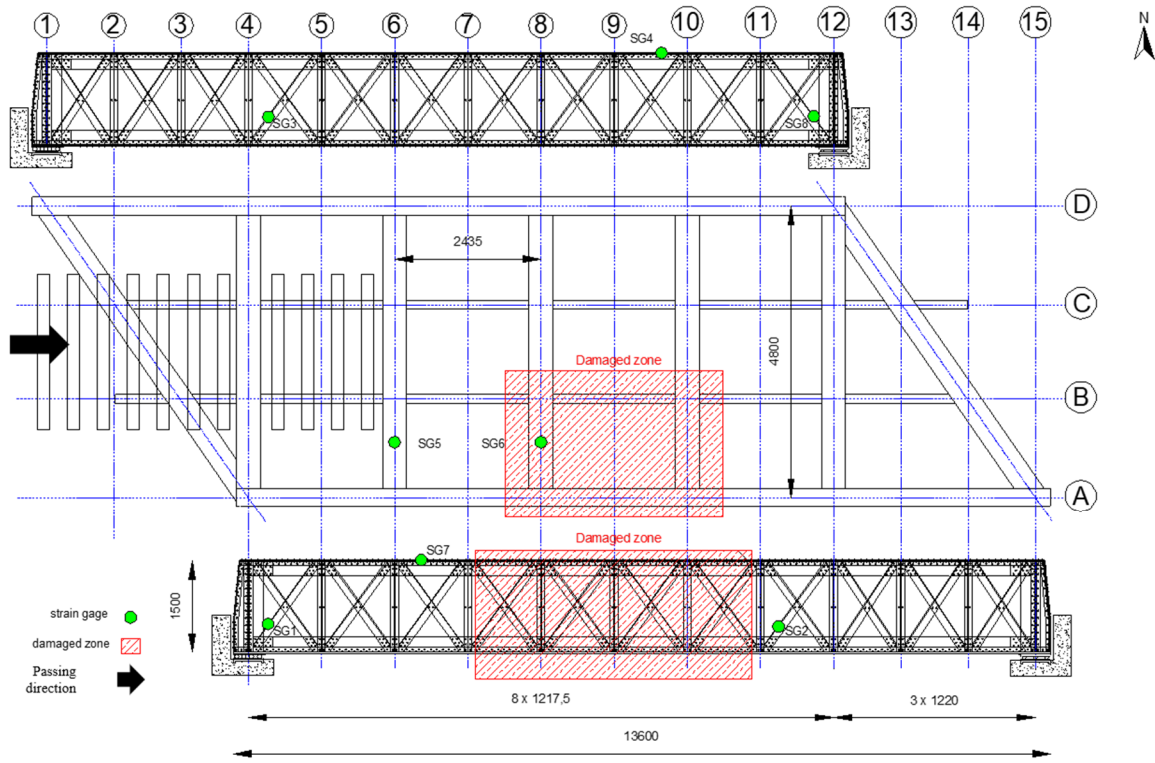 1 2 3 4 5 6 7 8 9 10 11 12 13 14 15
N
SG4
SG3
SG8
D
2435
C
4800
Damaged zone
B
SG5
SG6
A
Damaged zone
SG7
1500
strain gage
SG1
SG2
damaged zone
Passing
direction
8 x 1217,5
3 x 1220
13600